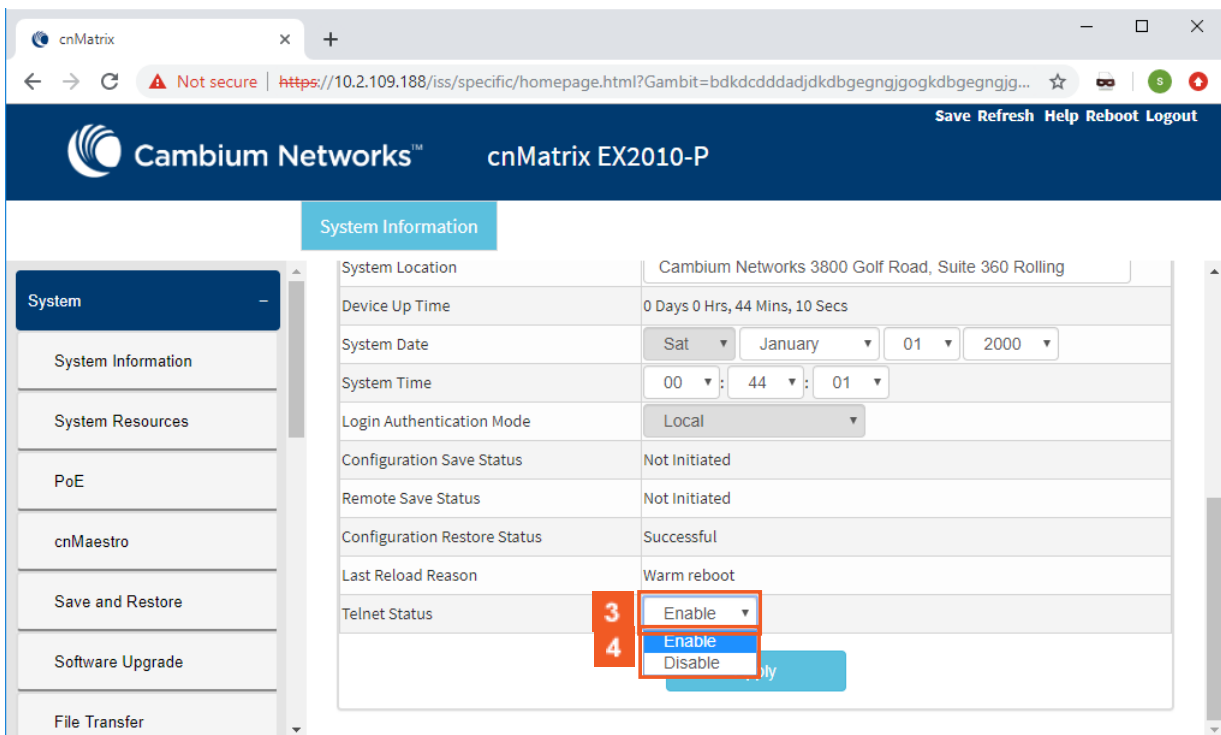 cnMatrix
Not secure
https://10.2.109.188/iss/specific/homepage.html?Gambit=bdkdcdddadjdkdbgegngjgogkdbgegngjg...
S
Save Refresh Help Reboot Logout
Cambium Networks™
cnMatrix EX2010-P
System Information
System
System Information
System Resources
PoE
cnMaestro
Save and Restore
Software Upgrade
File Transfer
System Location Cambium Networks 3800 Golf Road, Suite 360 Rolling
Device Up Time 0 Days 0 Hrs, 44 Mins, 10 Secs
System Date Sat January 01 2000
System Time 00 : 44 : 01
Login Authentication Mode Local
Configuration Save Status Not Initiated
Remote Save Status Not Initiated
Configuration Restore Status Successful
Last Reload Reason Warm reboot
Telnet Status 3 Enable
4 Enable
Disable